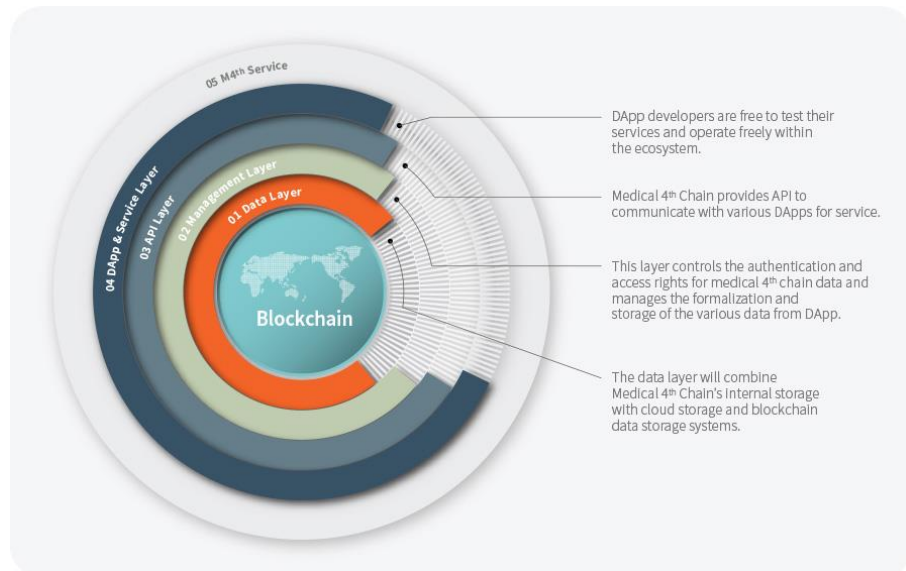 05 M4th Service
04 DApp & Service Layer
03 API Layer
02 Management Layer
01 Data Layer
Blockchain
DApp developers are free to test their
services and operate freely within
the ecosystem.
Medical 4th Chain provides API to
communicate with various DApps for service.
This layer controls the authentication and
access rights for medical 4th chain data and
manages the formalization and
storage of the various data from DApp.
The data layer will combine
Medical 4th Chain's internal storage
with cloud storage and blockchain
data storage systems.